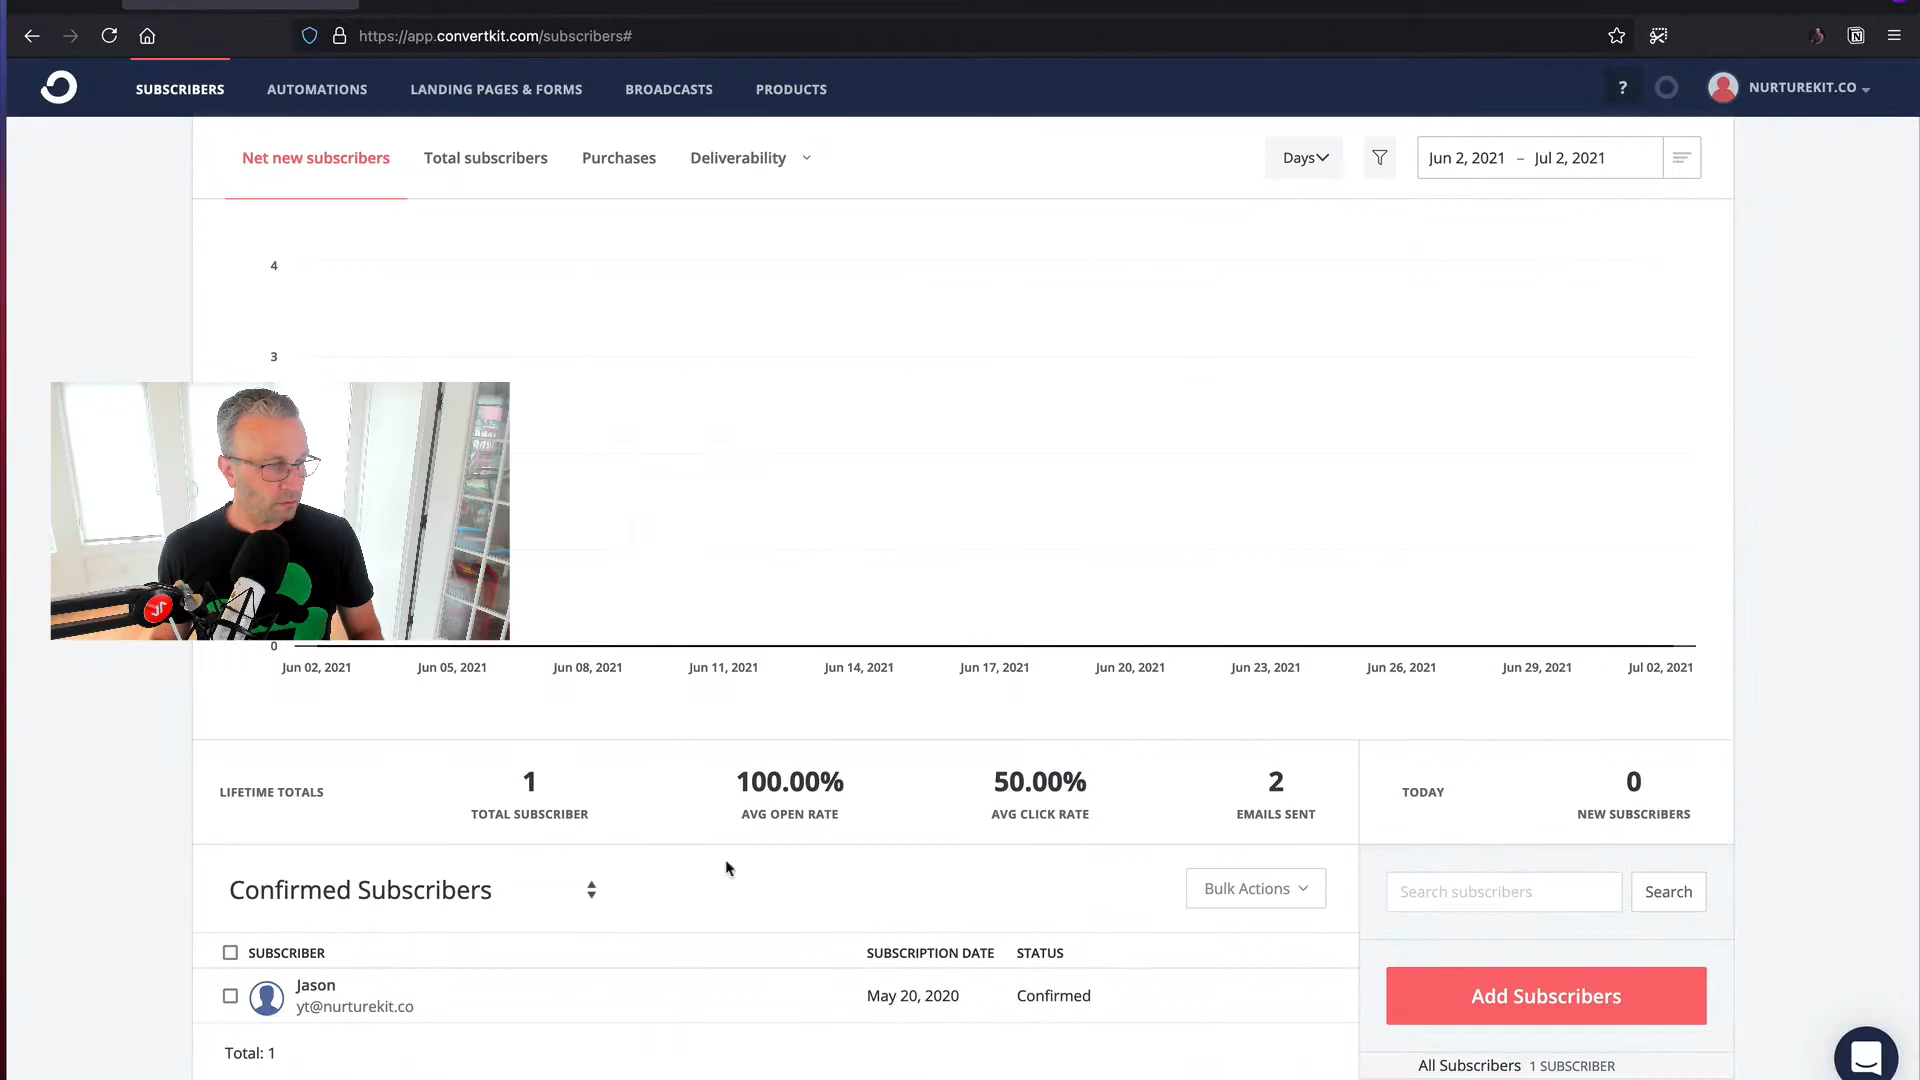 https://app.convertkit.com/subscribers#
SUBSCRIBERS AUTOMATIONS LANDING PAGES & FORMS BROADCASTS PRODUCTS ? NURTUREKIT.CO
Net new subscribers Total subscribers Purchases Deliverability Days Jun 2, 2021 – Jul 2, 2021
4
3
0
Jun 02, 2021 Jun 05, 2021 Jun 08, 2021 Jun 11, 2021 Jun 14, 2021 Jun 17, 2021 Jun 20, 2021 Jun 23, 2021 Jun 26, 2021 Jun 29, 2021 Jul 02, 2021
1 100.00% 50.00% 2 0
LIFETIME TOTALS TODAY
TOTAL SUBSCRIBER AVG OPEN RATE AVG CLICK RATE EMAILS SENT NEW SUBSCRIBERS
Confirmed Subscribers Bulk Actions Search subscribers Search
SUBSCRIBER SUBSCRIPTION DATE STATUS
Jason
yt@nurturekit.co May 20, 2020 Confirmed Add Subscribers
Total: 1
All Subscribers 1 SUBSCRIBER